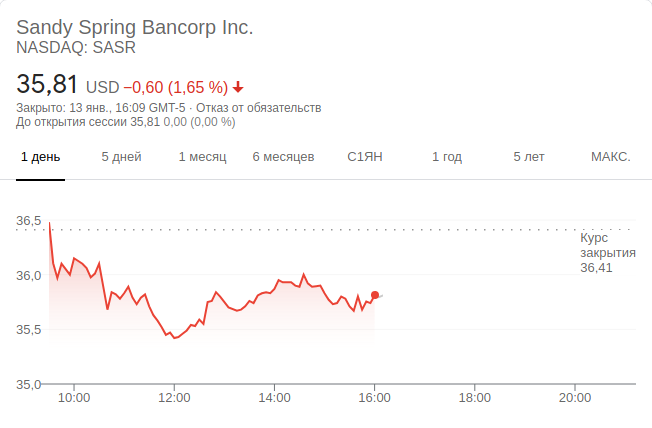 Sandy Spring Bancorp Inc.
NASDAQ: SASR
35,81 USD −0,60 (1,65 %)
Закрыто: 13 янв., 16:09 GMT-5 · Отказ от обязательств
До открытия сессии 35,81 0,00 (0,00 %)
1 день 5 дней 1 месяц 6 месяцев С1ЯН 1 год 5 лет МАКС.
36,5
Курс
закрытия
36,41
36,0
35,5
35,0
10:00 12:00 14:00 16:00 18:00 20:00